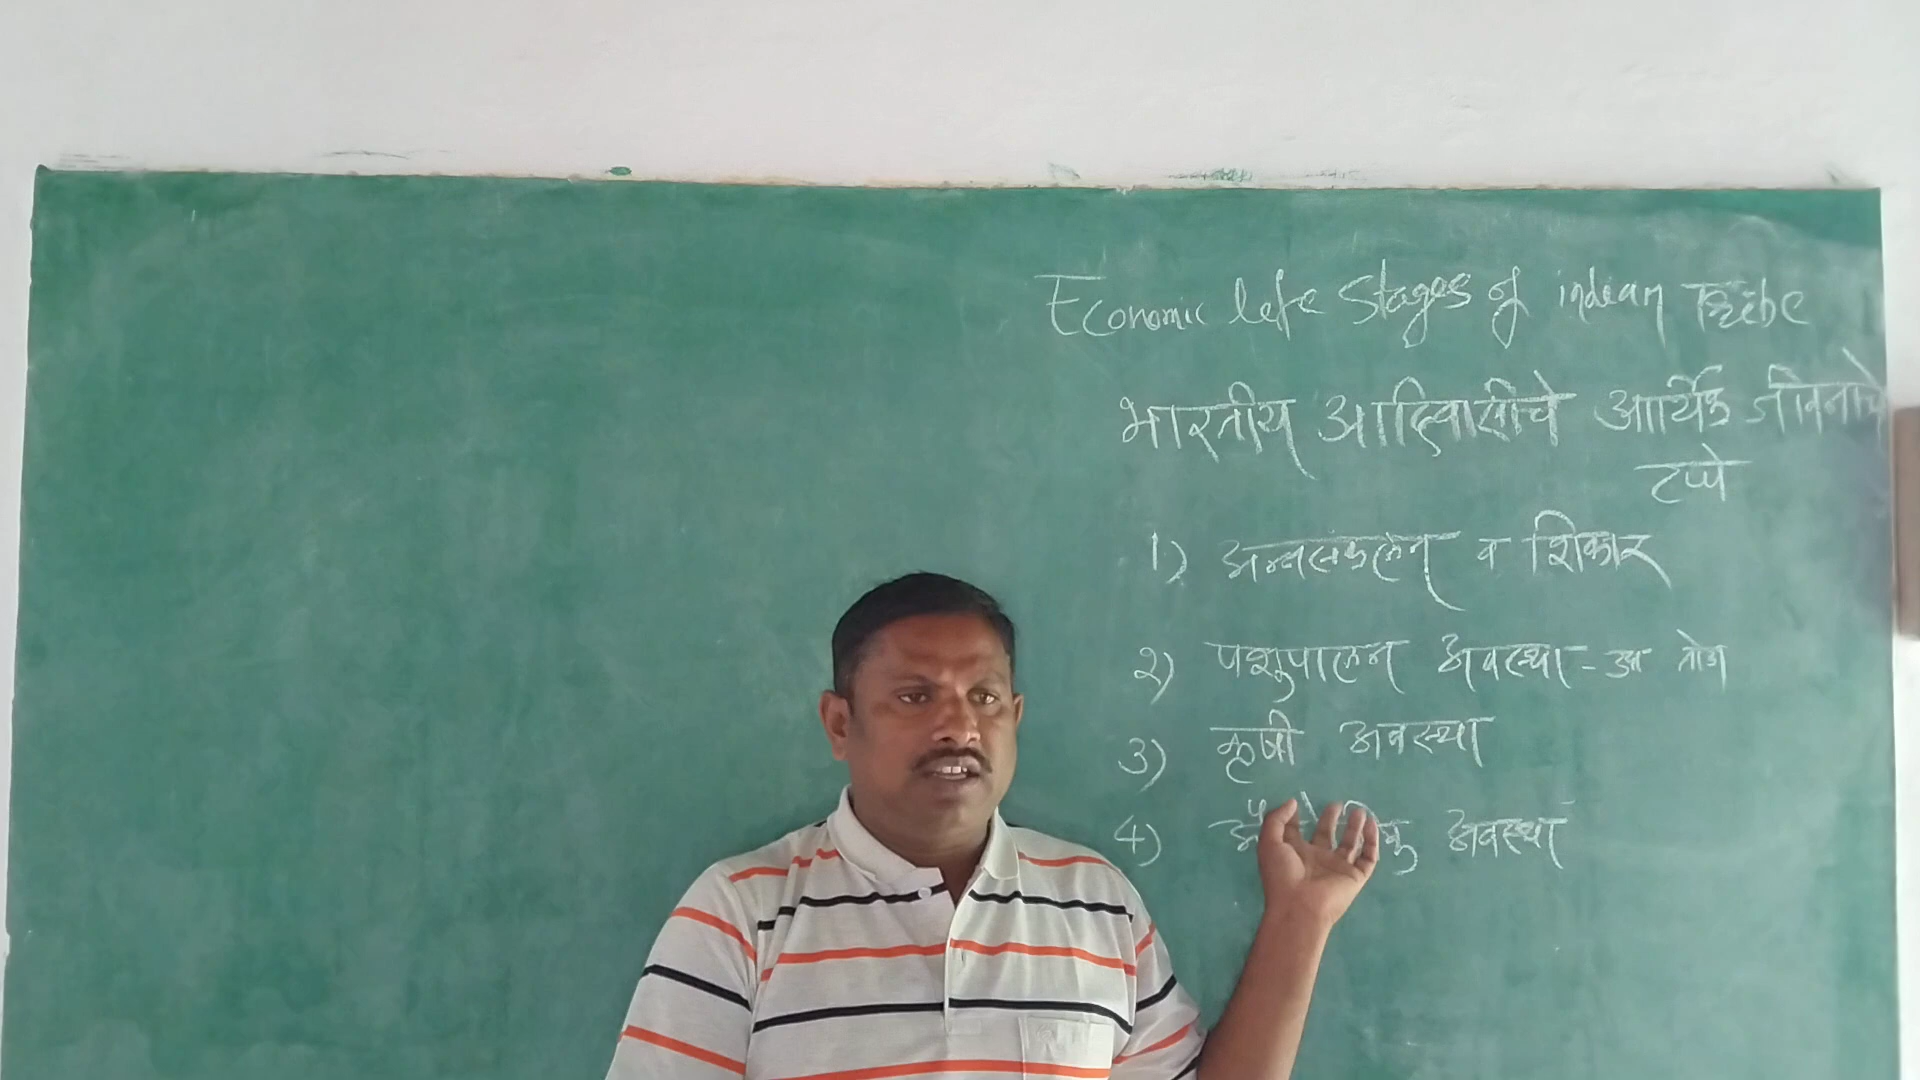 Economic life Stages of indian Tribe
भारतीय आदिवासीचे आर्थिक जीवनाचे
टप्पे
1) अन्नसंकलन व शिकार
२) पशुपालन अवस्था -
3) कृषी अवस्था
4) अवस्था